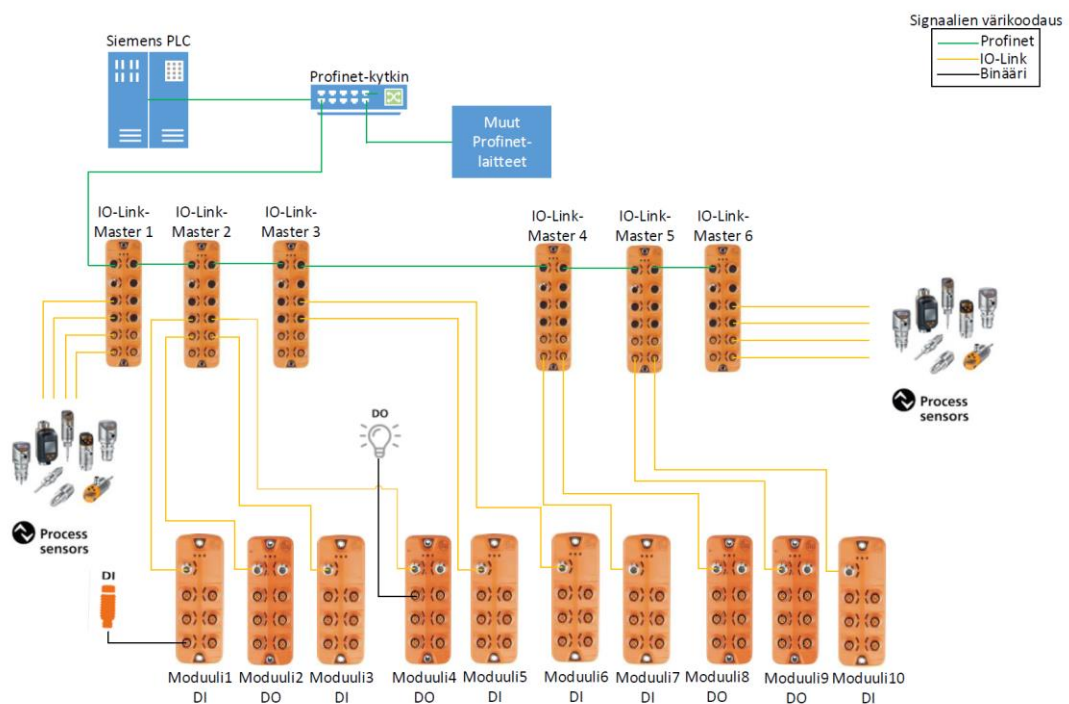 Signaalien värikoodaus
Profinet
IO-Link
Binääri
Siemens PLC
Profinet-kytkin
Muut
Profinet-
laitteet
IO-Link-
Master 1
IO-Link-
Master 2
IO-Link-
Master 3
IO-Link-
Master 4
IO-Link-
Master 5
IO-Link-
Master 6
Process
sensors
DO
Process
sensors
DI
Moduuli1
DI
Moduuli2
DO
Moduuli3
DI
Moduuli4
DO
Moduuli5
DI
Moduuli6
DI
Moduuli7
DI
Moduuli8
DO
Moduuli9
DO
Moduuli10
DI